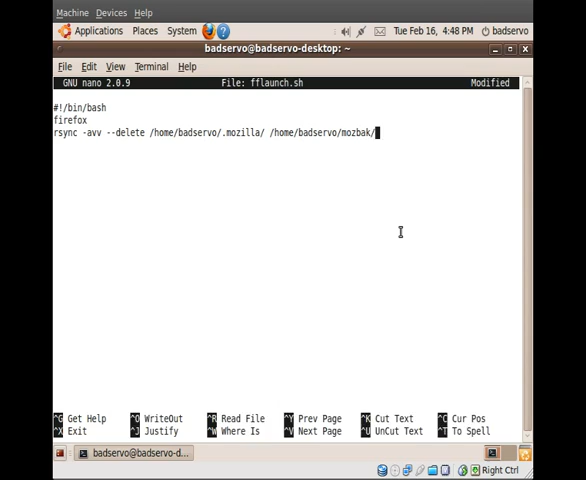 Machine Devices Help
Applications Places System Tue Feb 16, 4:48 PM badservo
badservo@badservo-desktop: ~
File Edit View Terminal Help
GNU nano 2.0.9 File: fflaunch.sh Modified
#!/bin/bash
firefox
rsync -avv --delete /home/badservo/.mozilla/ /home/badservo/mozbak/
^G Get Help ^O WriteOut ^R Read File ^Y Prev Page ^K Cut Text ^C Cur Pos
^X Exit ^J Justify ^W Where Is ^V Next Page ^U UnCut Text ^T To Spell
badservo@badservo-d...
Right Ctrl